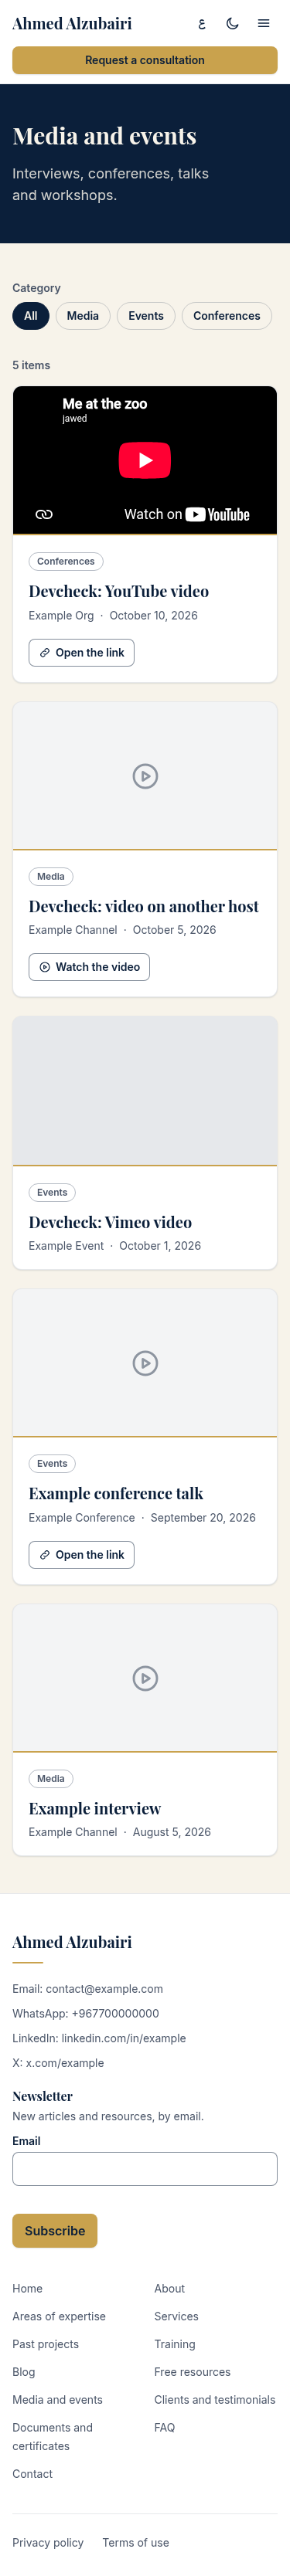 Ahmed Alzubairi
ع
Request a consultation
Media and events
Interviews, conferences, talks
and workshops.
Category
All
Media
Events
Conferences
5 items
Me at the zoo
jawed
Watch on YouTube
Conferences
Devcheck: YouTube video
Example Org · October 10, 2026
Open the link
Media
Devcheck: video on another host
Example Channel · October 5, 2026
Watch the video
Events
Devcheck: Vimeo video
Example Event · October 1, 2026
Events
Example conference talk
Example Conference · September 20, 2026
Open the link
Media
Example interview
Example Channel · August 5, 2026
Ahmed Alzubairi
Email: contact@example.com
WhatsApp: +967700000000
LinkedIn: linkedin.com/in/example
X: x.com/example
Newsletter
New articles and resources, by email.
Email
Subscribe
Home
About
Areas of expertise
Services
Past projects
Training
Blog
Free resources
Media and events
Clients and testimonials
Documents and
certificates
FAQ
Contact
Privacy policy
Terms of use